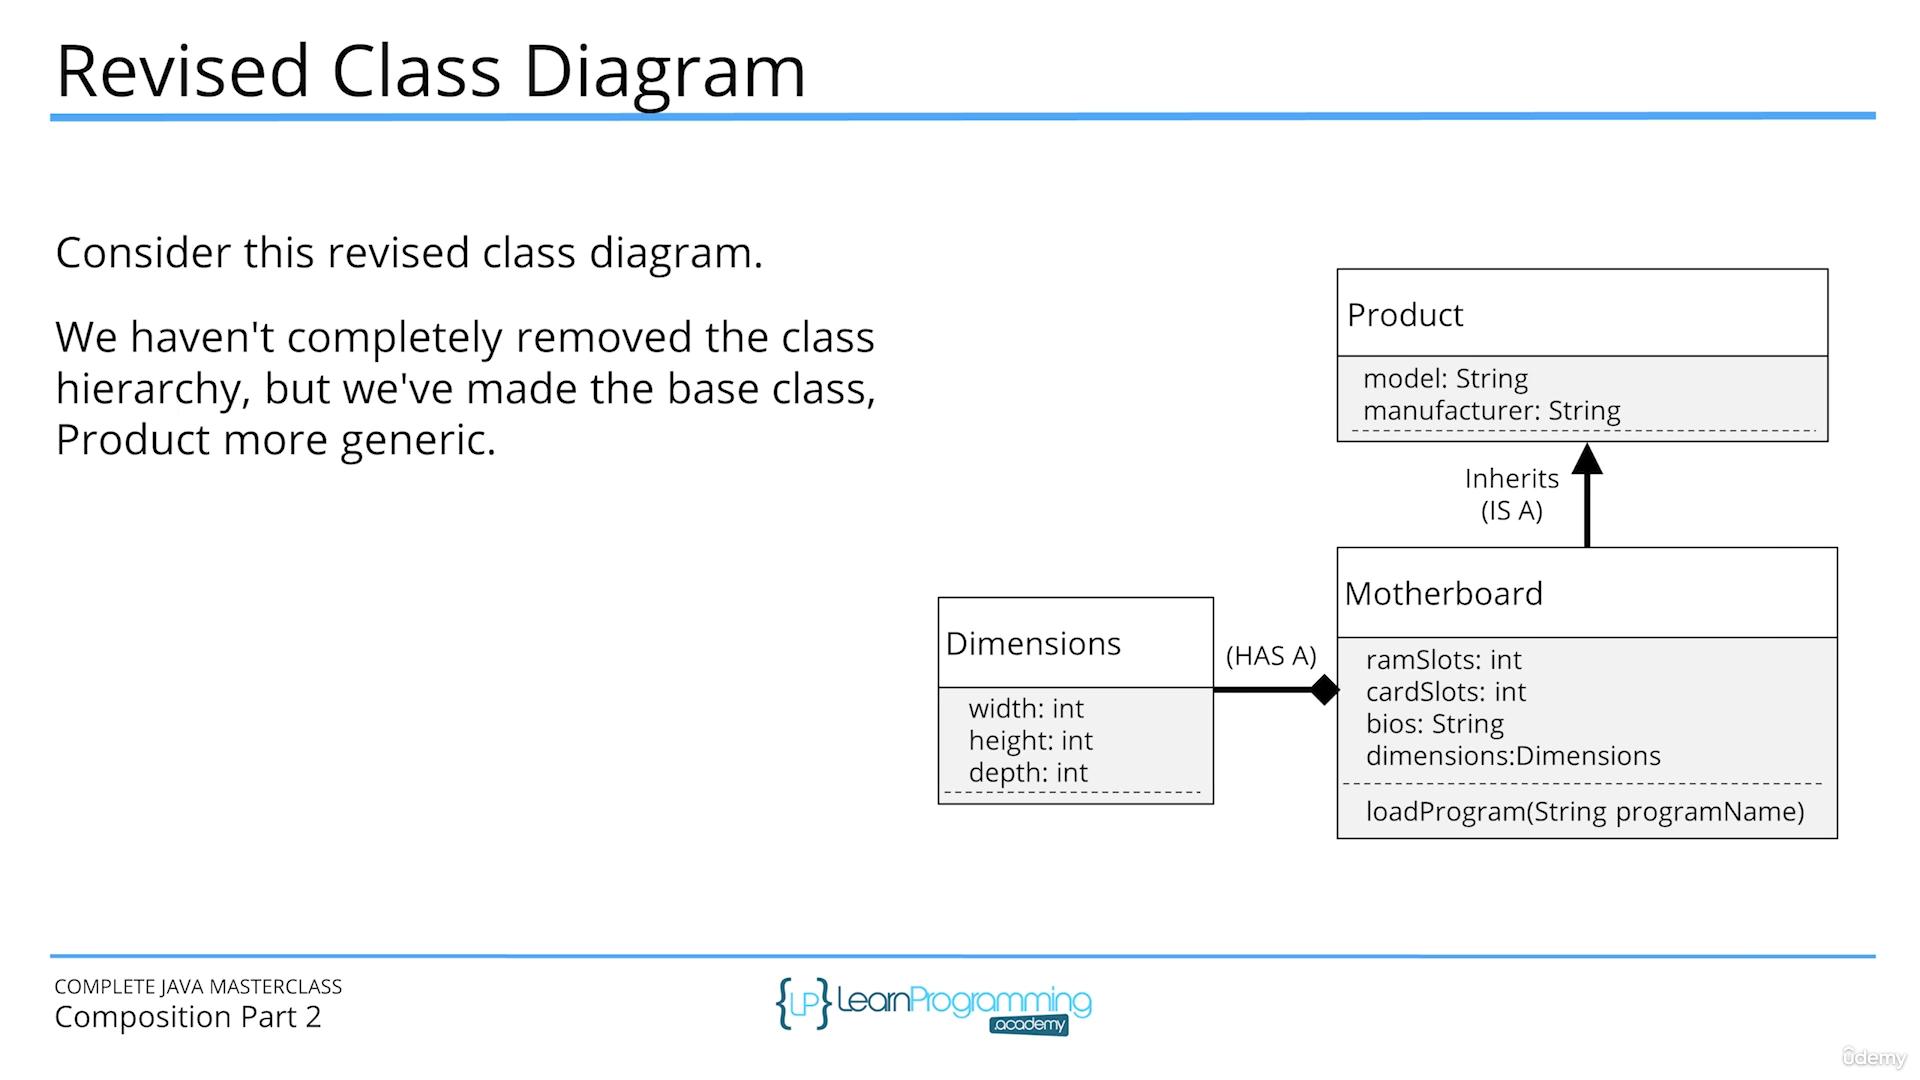 Revised Class Diagram
Consider this revised class diagram.
We haven't completely removed the class
hierarchy, but we've made the base class,
Product more generic.
Product
model: String
manufacturer: String
Inherits
(IS A)
Motherboard
ramSlots: int
cardSlots: int
bios: String
dimensions:Dimensions
loadProgram(String programName)
(HAS A)
Dimensions
width: int
height: int
depth: int
COMPLETE JAVA MASTERCLASS
Composition Part 2
{LP} LearnProgramming
.academy
ûdemy